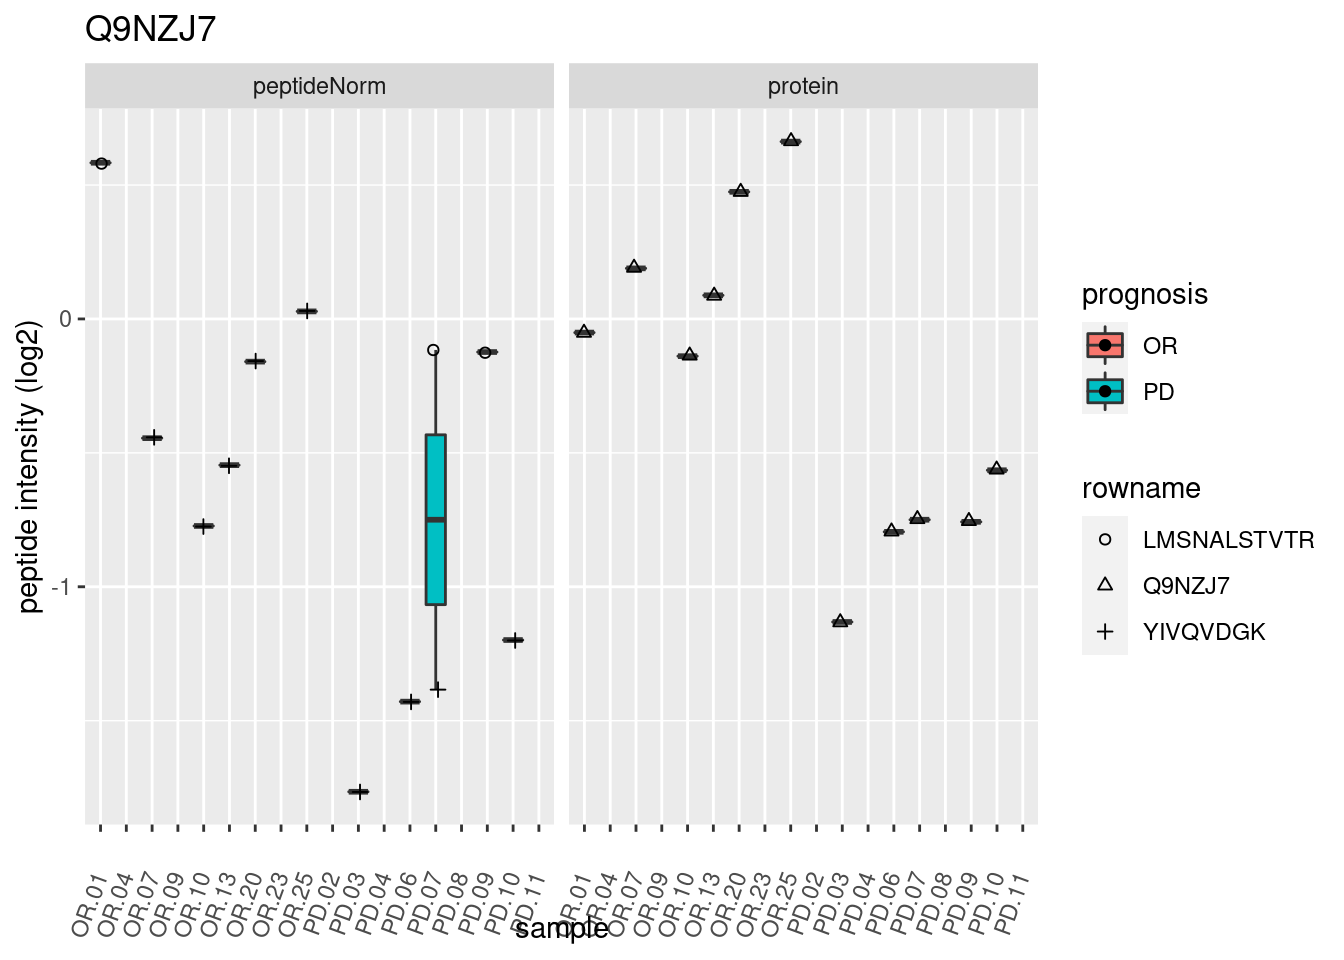 Q9NZJ7
peptideNorm
protein
peptide intensity (log2)
0
-1
OR.01
OR.04
OR.07
OR.09
OR.10
OR.13
OR.20
OR.23
OR.25
PD.02
PD.03
PD.04
PD.06
PD.07
PD.08
PD.09
PD.10
PD.11
OR.01
OR.04
OR.07
OR.09
OR.10
OR.13
OR.20
OR.23
OR.25
PD.02
PD.03
PD.04
PD.06
PD.07
PD.08
PD.09
PD.10
PD.11
sample
prognosis
OR
PD
rowname
LMSNALSTVTR
Q9NZJ7
YIVQVDGK